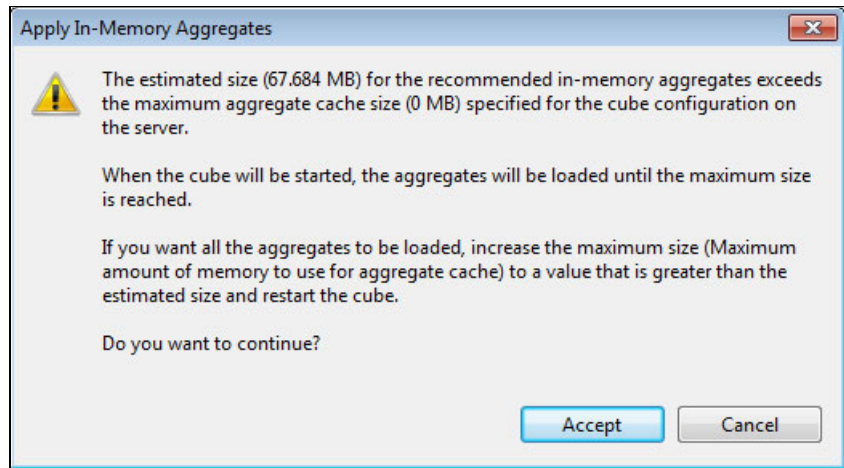 Apply In-Memory Aggregates
The estimated size (67.684 MB) for the recommended in-memory aggregates exceeds
the maximum aggregate cache size (0 MB) specified for the cube configuration on
the server.
When the cube will be started, the aggregates will be loaded until the maximum size
is reached.
If you want all the aggregates to be loaded, increase the maximum size (Maximum
amount of memory to use for aggregate cache) to a value that is greater than the
estimated size and restart the cube.
Do you want to continue?
Accept
Cancel